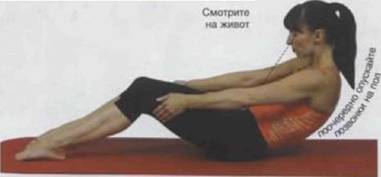 Смотрите
на живот
поочередно опускайте
позвонки на пол